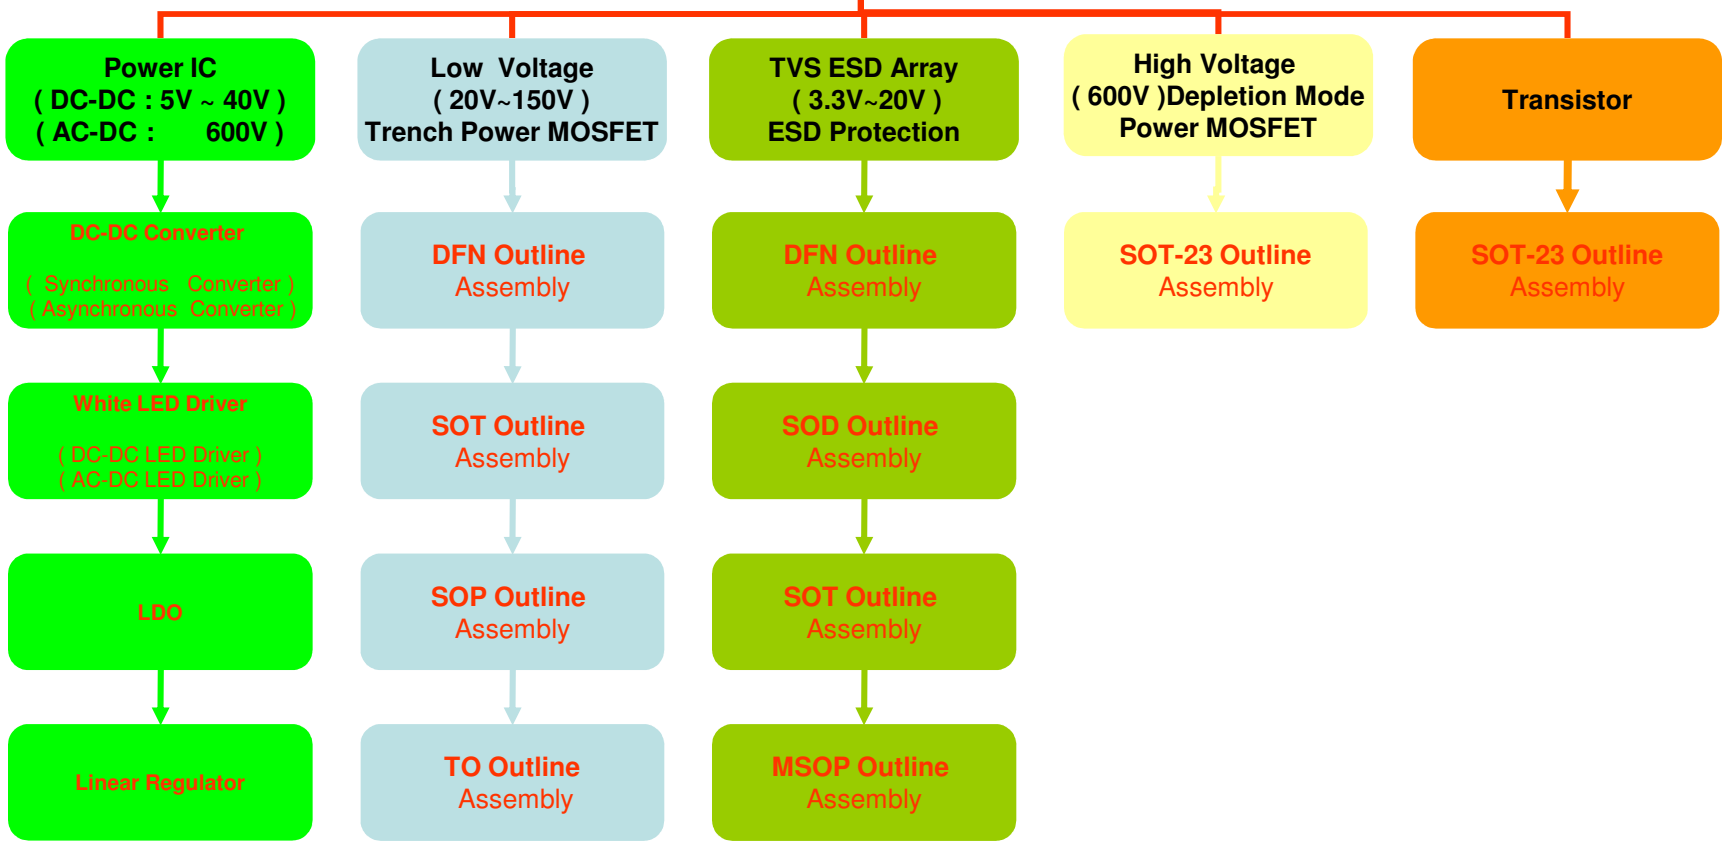 Power IC
( DC-DC : 5V ~ 40V )
( AC-DC : 600V )
Low Voltage
( 20V~150V )
Trench Power MOSFET
TVS ESD Array
( 3.3V~20V )
ESD Protection
High Voltage
( 600V )Depletion Mode
Power MOSFET
Transistor
DC-DC Converter
( Synchronous Converter )
( Asynchronous Converter )
DFN Outline
Assembly
DFN Outline
Assembly
SOT-23 Outline
Assembly
SOT-23 Outline
Assembly
White LED Driver
( DC-DC LED Driver )
( AC-DC LED Driver )
SOT Outline
Assembly
SOD Outline
Assembly
LDO
SOP Outline
Assembly
SOT Outline
Assembly
Linear Regulator
TO Outline
Assembly
MSOP Outline
Assembly